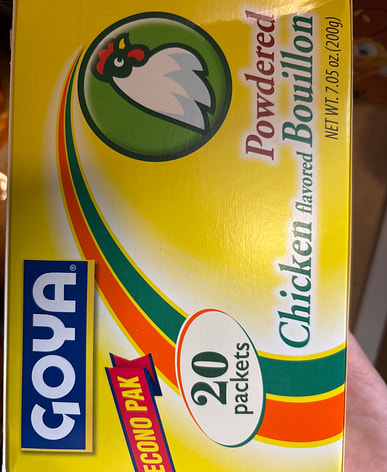 GOYA®
ECONO PAK
20
packets
Powdered
Chicken flavored Bouillon
NET WT. 7.05 oz.(200g)